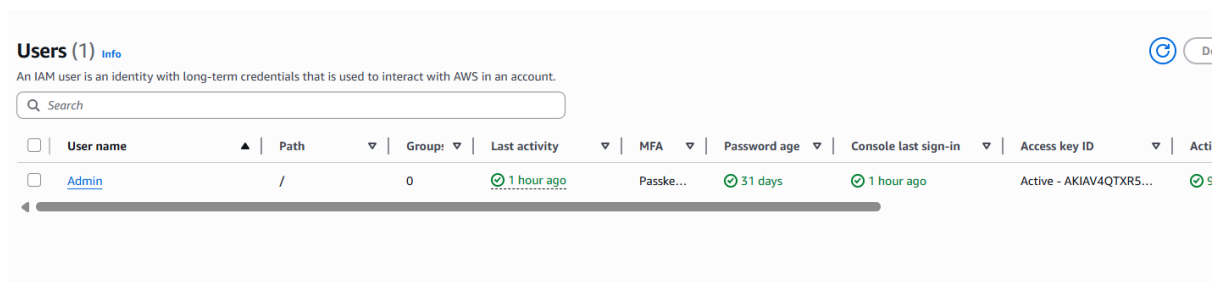 Users (1) Info
An IAM user is an identity with long-term credentials that is used to interact with AWS in an account.
Search
User name Path Groups Last activity MFA Password age Console last sign-in Access key ID Acti
Admin / 0 1 hour ago Passke... 31 days 1 hour ago Active - AKIAV4QTXR5... 9